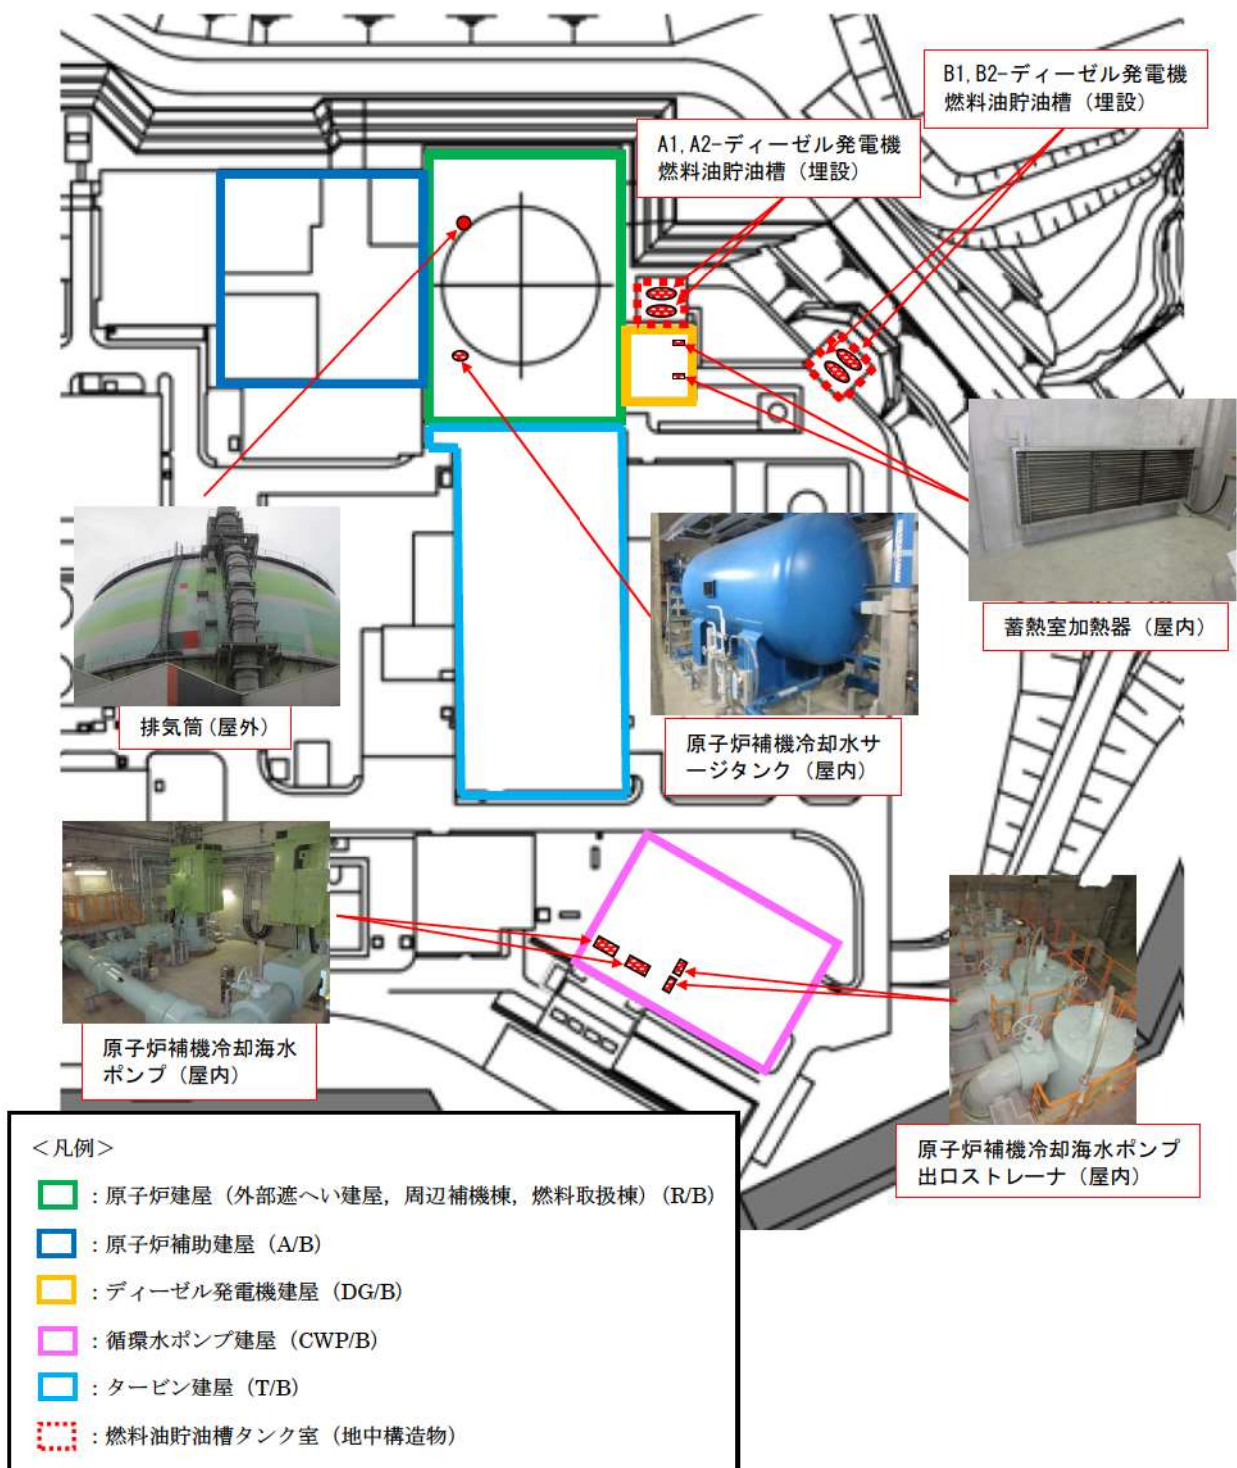 B1,B2-ディーゼル発電機
燃料油貯油槽（埋設）
A1,A2-ディーゼル発電機
燃料油貯油槽（埋設）
蓄熱室加熱器（屋内）
排気筒(屋外)
原子炉補機冷却水サ
ージタンク（屋内）
原子炉補機冷却海水
ポンプ（屋内）
原子炉補機冷却海水ポンプ
出口ストレーナ（屋内）
＜凡例＞
：原子炉建屋（外部遮へい建屋，周辺補機棟，燃料取扱棟）（R/B）
：原子炉補助建屋（A/B）
：ディーゼル発電機建屋（DG/B）
：循環水ポンプ建屋（CWP/B）
：タービン建屋（T/B）
：燃料油貯油槽タンク室（地中構造物）